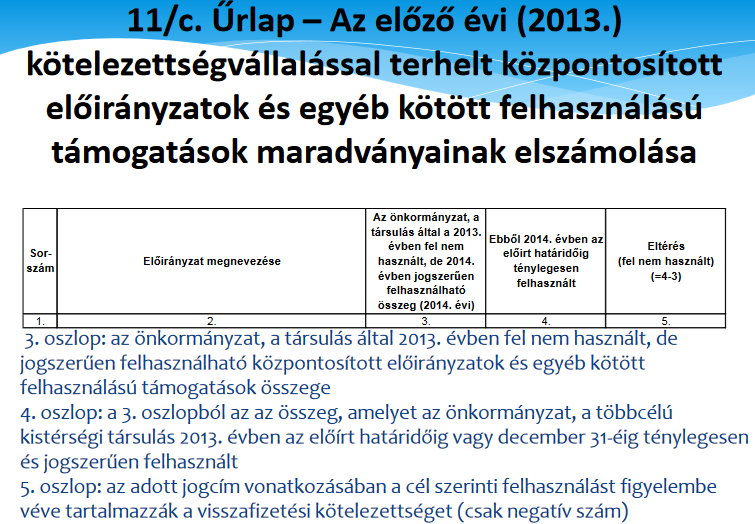 11/c. Űrlap – Az előző évi (2013.)
kötelezettségvállalással terhelt központosított
előirányzatok és egyéb kötött felhasználású
támogatások maradványainak elszámolása
Sor-
szám
Előirányzat megnevezése
Az önkormányzat, a
társulás által a 2013.
évben fel nem
használt, de 2014.
évben jogszerűen
felhasználható
összeg (2014. évi)
Ebből 2014. évben az
előirt határidőig
ténylegesen
felhasznált
Eltérés
(fel nem használt)
(=4-3)
1.
2.
3.
4.
5.
3. oszlop: az önkormányzat, a társulás által 2013. évben fel nem használt, de
jogszerűen felhasználható központosított előirányzatok és egyéb kötött
felhasználású támogatások összege
4. oszlop: a 3. oszlopból az az összeg, amelyet az önkormányzat, a többcélú
kistérségi társulás 2013. évben az előírt határidőig vagy december 31-éig ténylegesen
és jogszerűen felhasznált
5. oszlop: az adott jogcím vonatkozásában a cél szerinti felhasználást figyelembe
véve tartalmazzák a visszafizetési kötelezettséget (csak negatív szám)